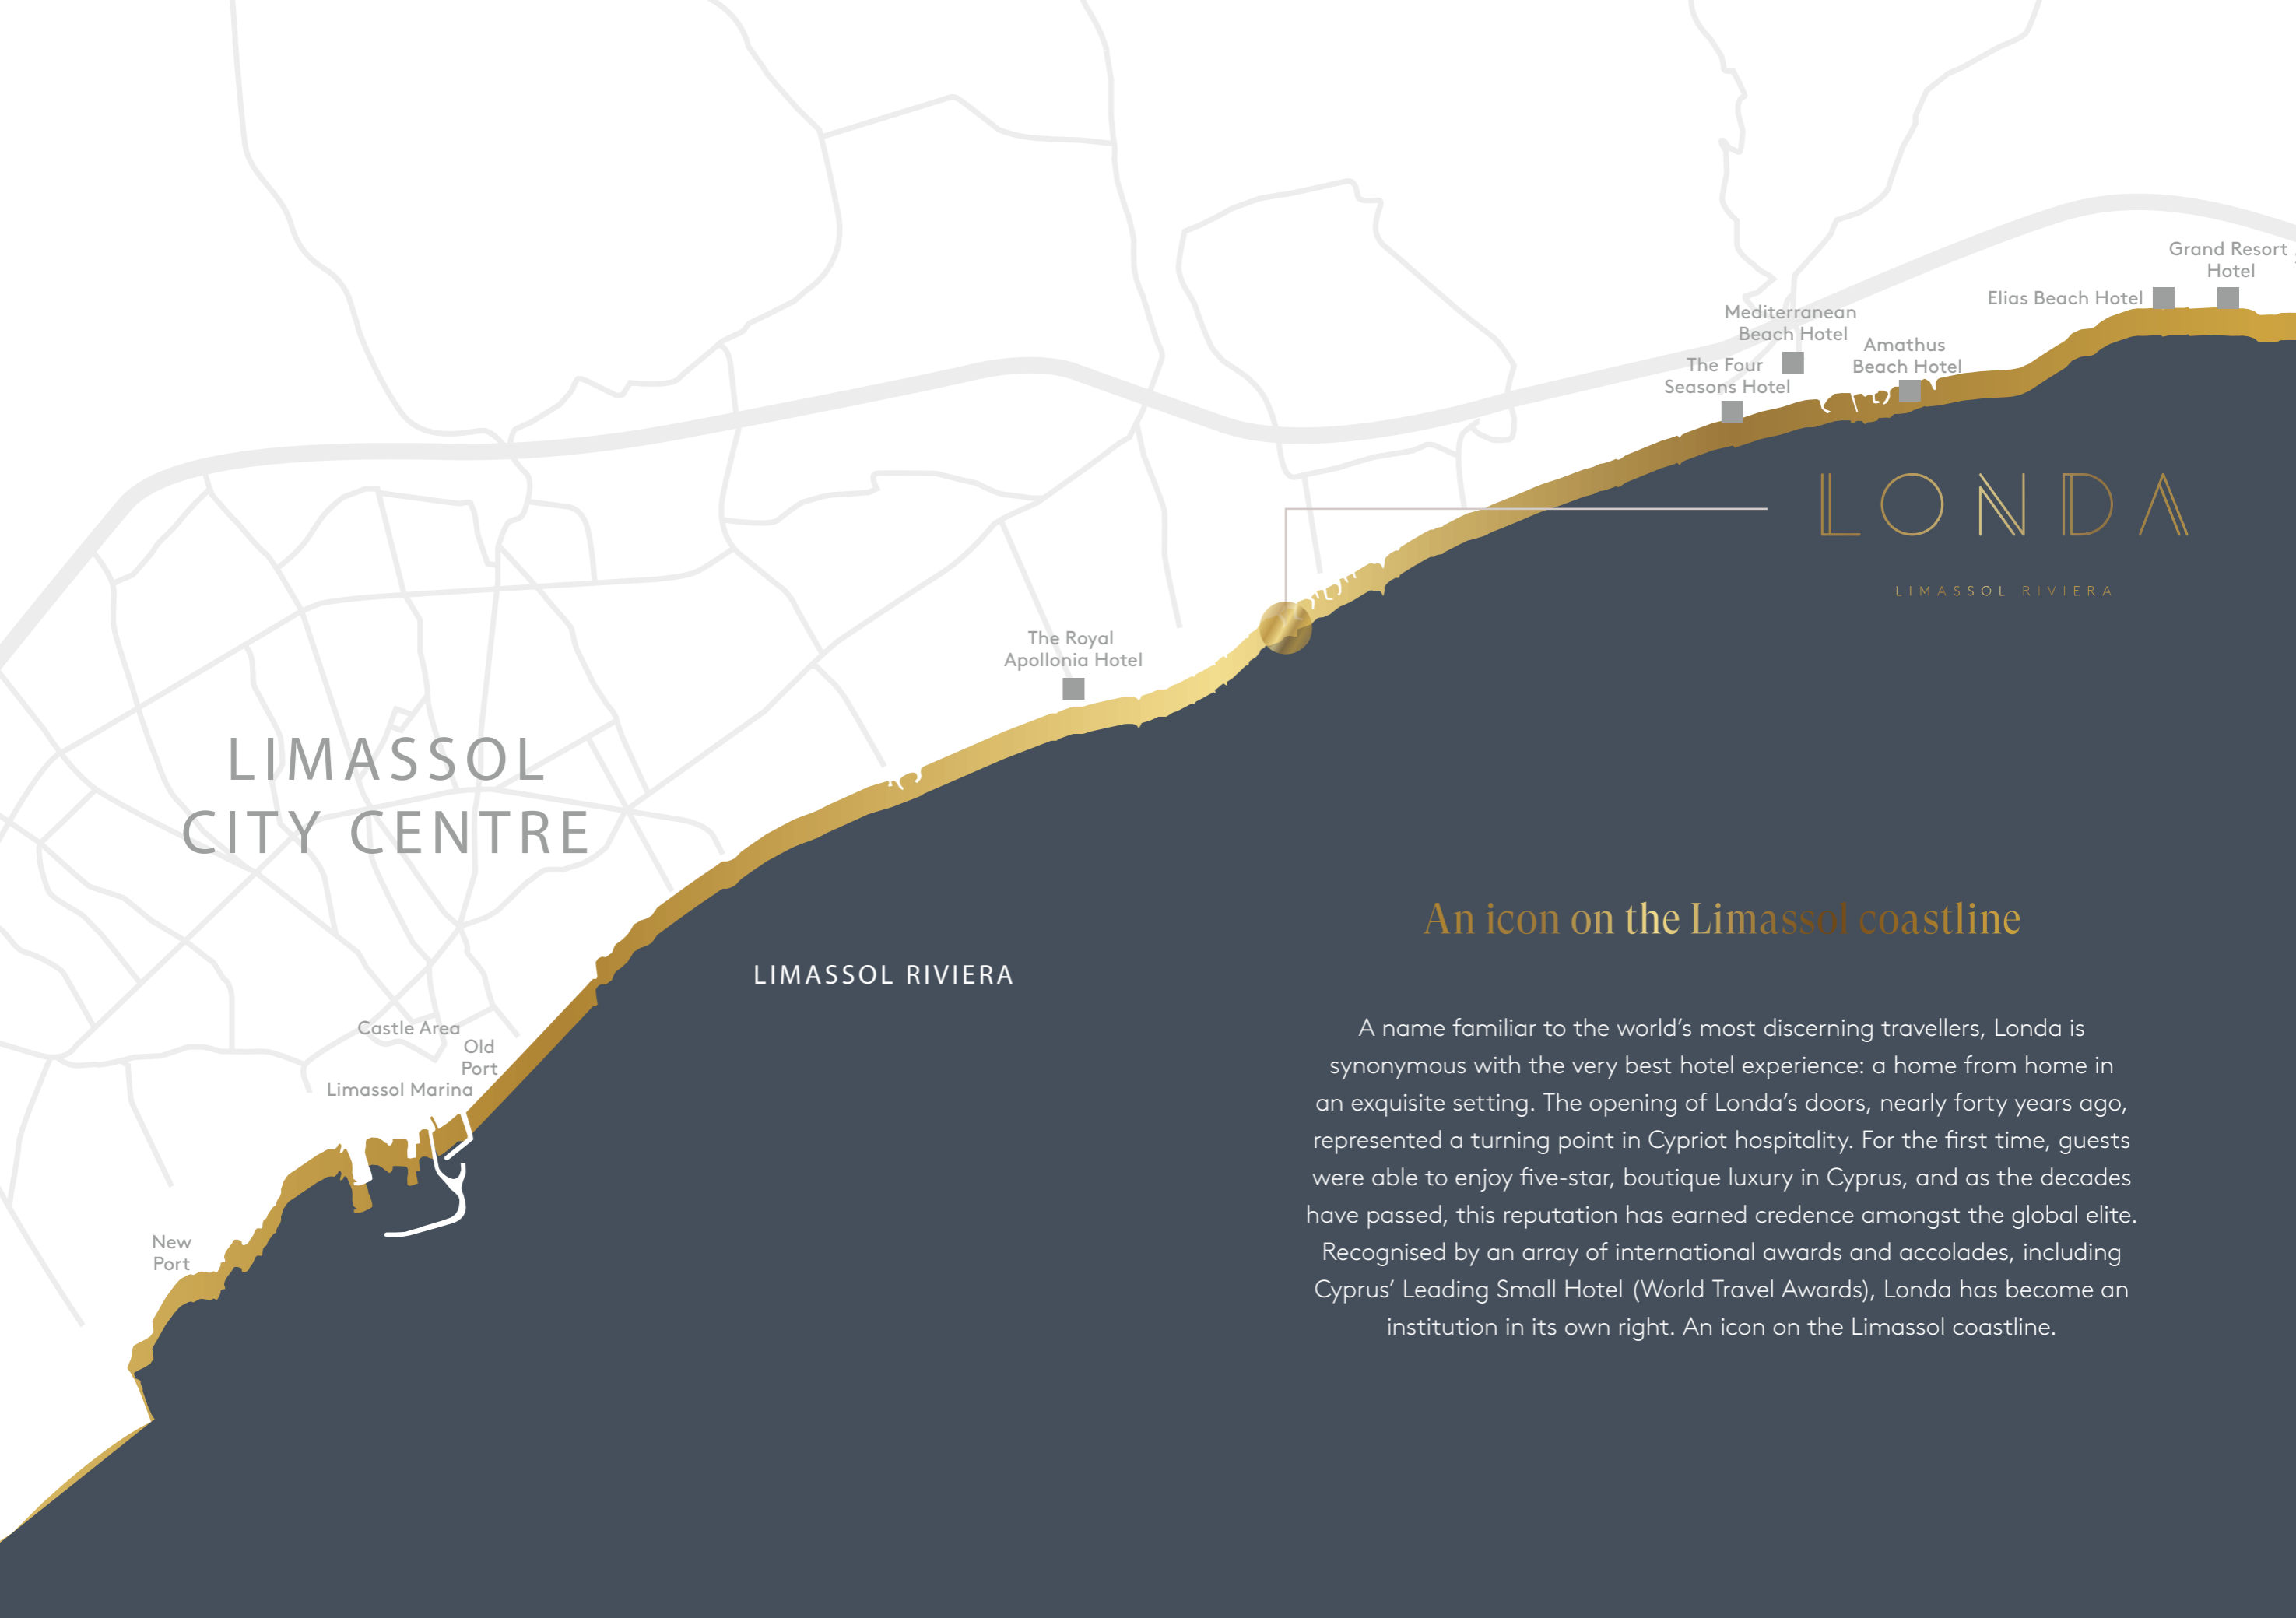 Grand Resort
Hotel
Elias Beach Hotel
Mediterranean
Beach Hotel
Amathus
Beach Hotel
The Four
Seasons Hotel
LONDA
LIMASSOL RIVIERA
The Royal
Apollonia Hotel
LIMASSOL
CITY CENTRE
An icon on the Limassol coastline
LIMASSOL RIVIERA
Castle Area
Old
Port
Limassol Marina
New
Port
A name familiar to the world’s most discerning travellers, Londa is
synonymous with the very best hotel experience: a home from home in
an exquisite setting. The opening of Londa’s doors, nearly forty years ago,
represented a turning point in Cypriot hospitality. For the first time, guests
were able to enjoy five-star, boutique luxury in Cyprus, and as the decades
have passed, this reputation has earned credence amongst the global elite.
Recognised by an array of international awards and accolades, including
Cyprus’ Leading Small Hotel (World Travel Awards), Londa has become an
institution in its own right. An icon on the Limassol coastline.